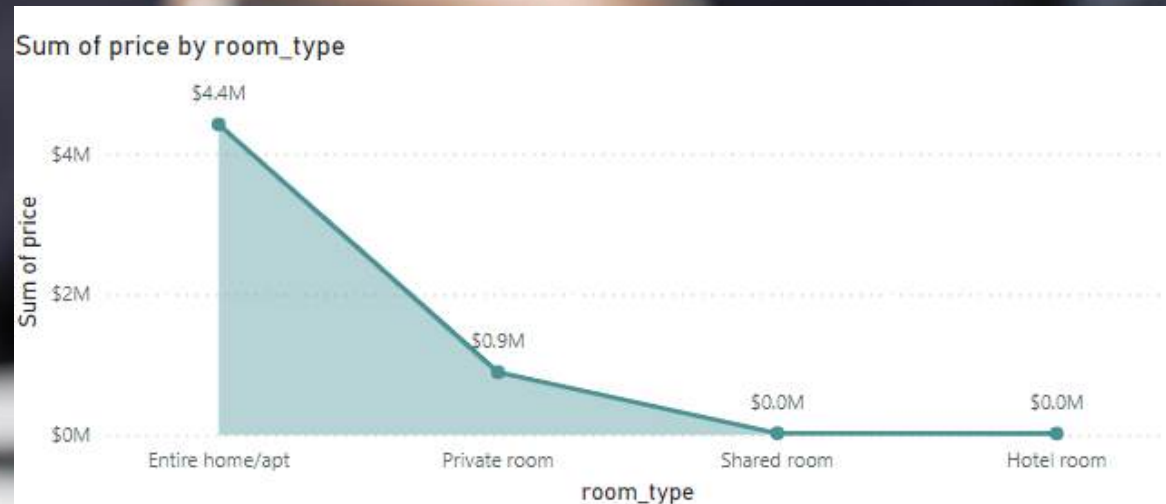 Sum of price by room_type
$4.4M
$4M
Sum of price
$2M
$0.9M
$0.0M
$0.0M
$0M
Entire home/apt
Private room
Shared room
Hotel room
room_type